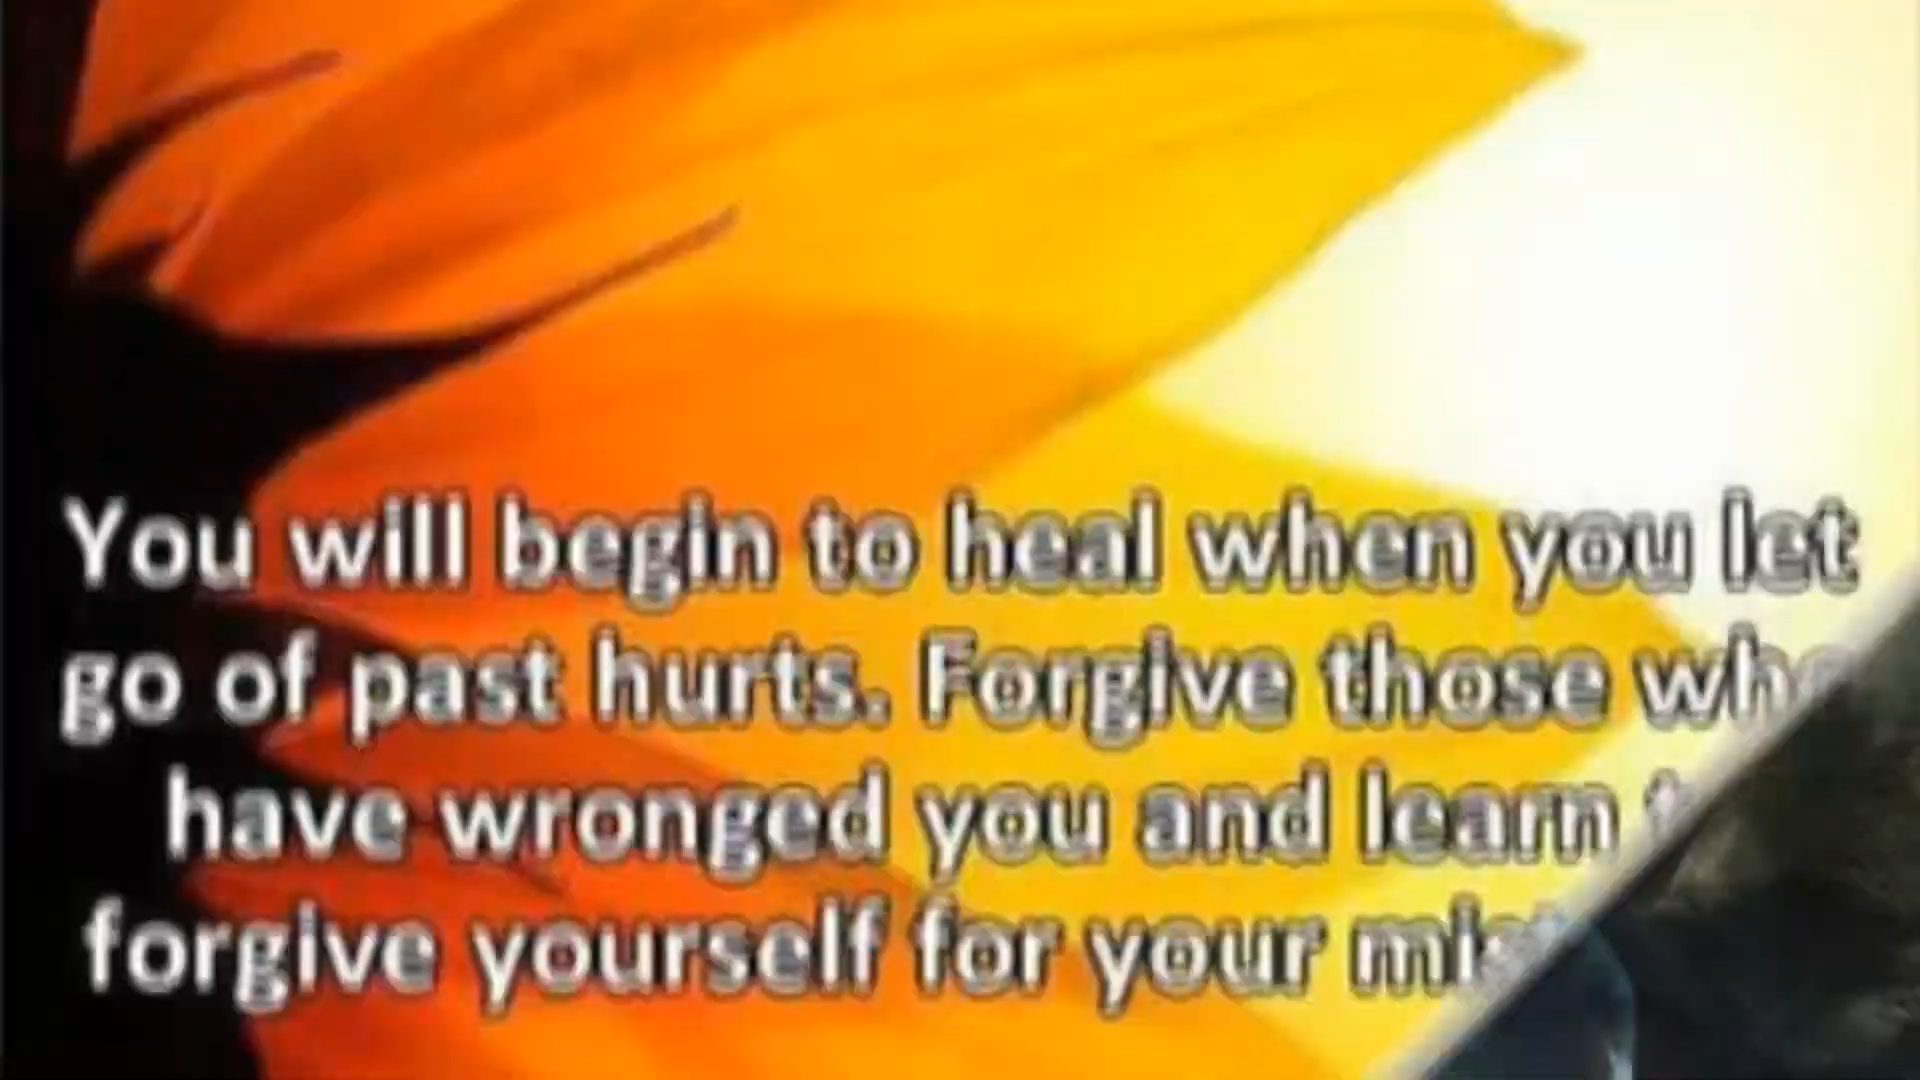 You will begin to heal when you let
go of past hurts. Forgive those who
have wronged you and learn
forgive yourself for your